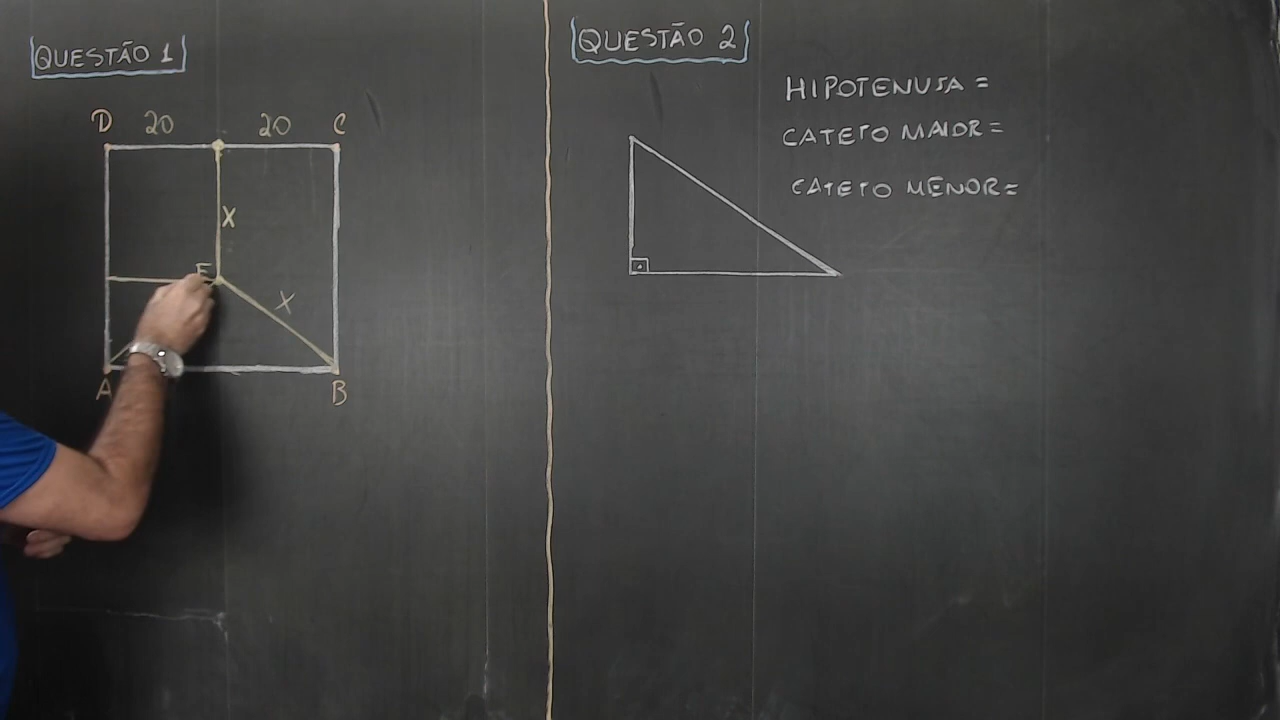 QUESTÃO 1
D 20 20 C
X
E
X
A B
QUESTÃO 2
HIPOTENUSA =
CATETO MAIOR =
CATETO MENOR =